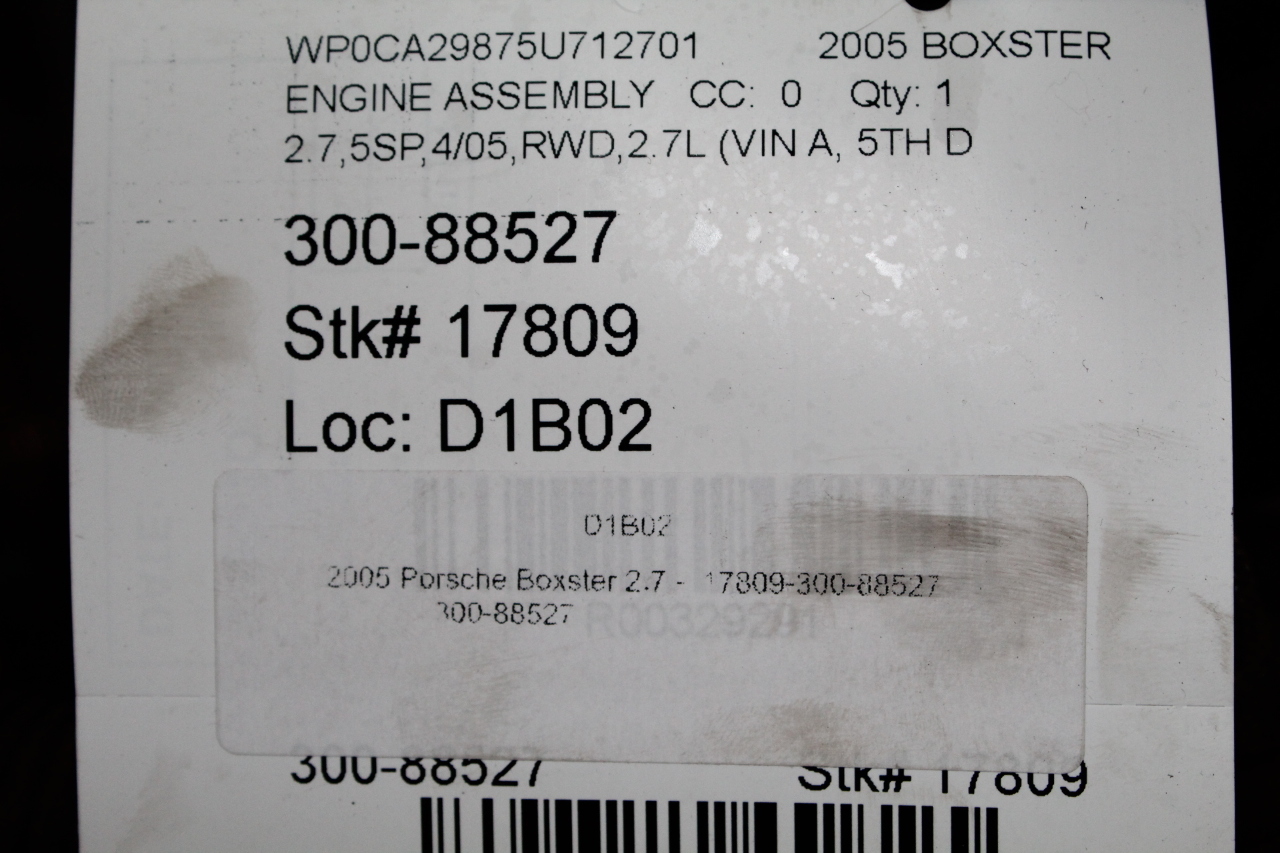 WP0CA29875U712701 2005 BOXSTER
ENGINE ASSEMBLY CC: 0 Qty: 1
2.7,5SP,4/05,RWD,2.7L (VIN A, 5TH D
300-88527
Stk# 17809
Loc: D1B02
D1B02
2005 Porsche Boxster 2.7 - 17809-300-88527
300-88527
R00329291
300-88527 Stk# 17809